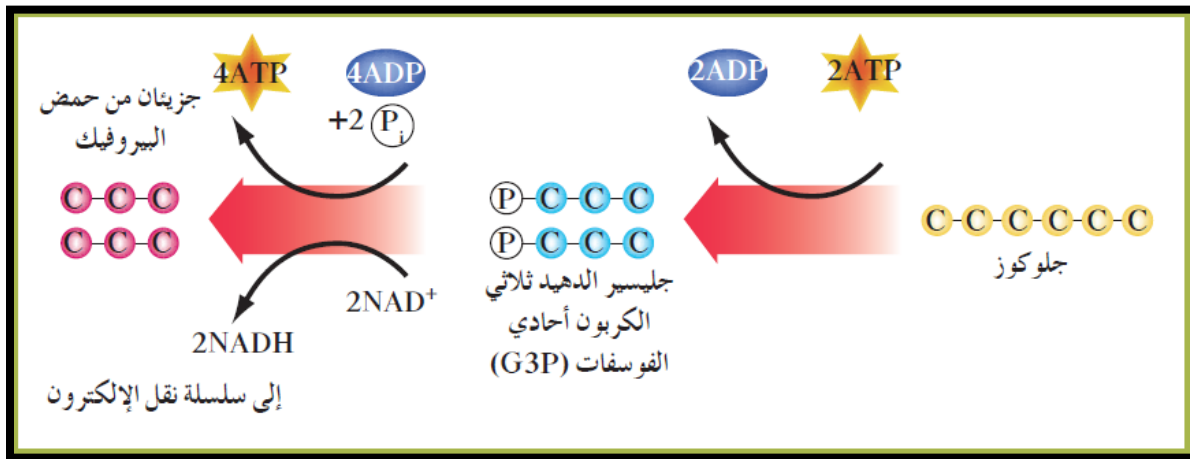 2ATP
2ADP
4ADP
+2 Pi
4ATP
C-C-C-C-C-C
جلوكوز
P-C-C-C
P-C-C-C
جليسير الدهيد ثلاثي
الكربون أحادي
الفوسفات (G3P)
2NAD+
2NADH
إلى سلسلة نقل الإلكترون
جزيئان من حمض
البيروفيك
C-C-C
C-C-C